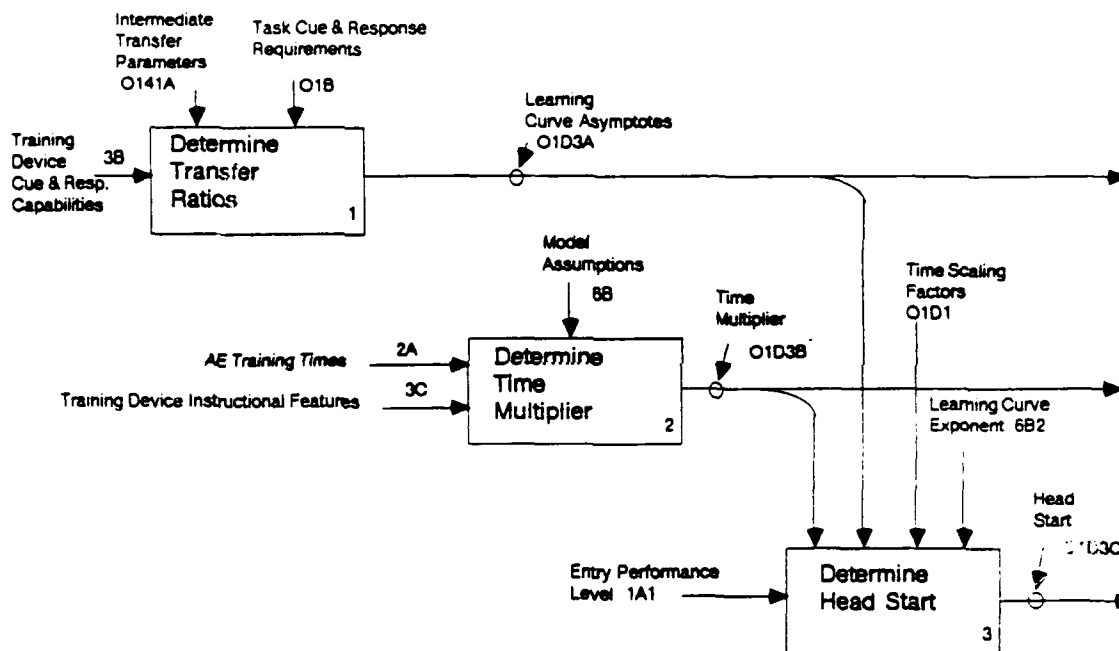 Intermediate
Transfer
Parameters
O141A
Task Cue & Response
Requirements
O1B
Training
Device
Cue & Resp.
Capabilities
3B
Determine
Transfer
Ratios
1
Learning
Curve Asymptotes
O1D3A
Model
Assumptions
6B
AE Training Times
2A
Training Device Instructional Features
3C
Determine
Time
Multiplier
2
Time
Multiplier
O1D3B
Time Scaling
Factors
O1D1
Learning Curve
Exponent 6B2
Entry Performance
Level 1A1
Determine
Head Start
3
Head
Start
O1D3C